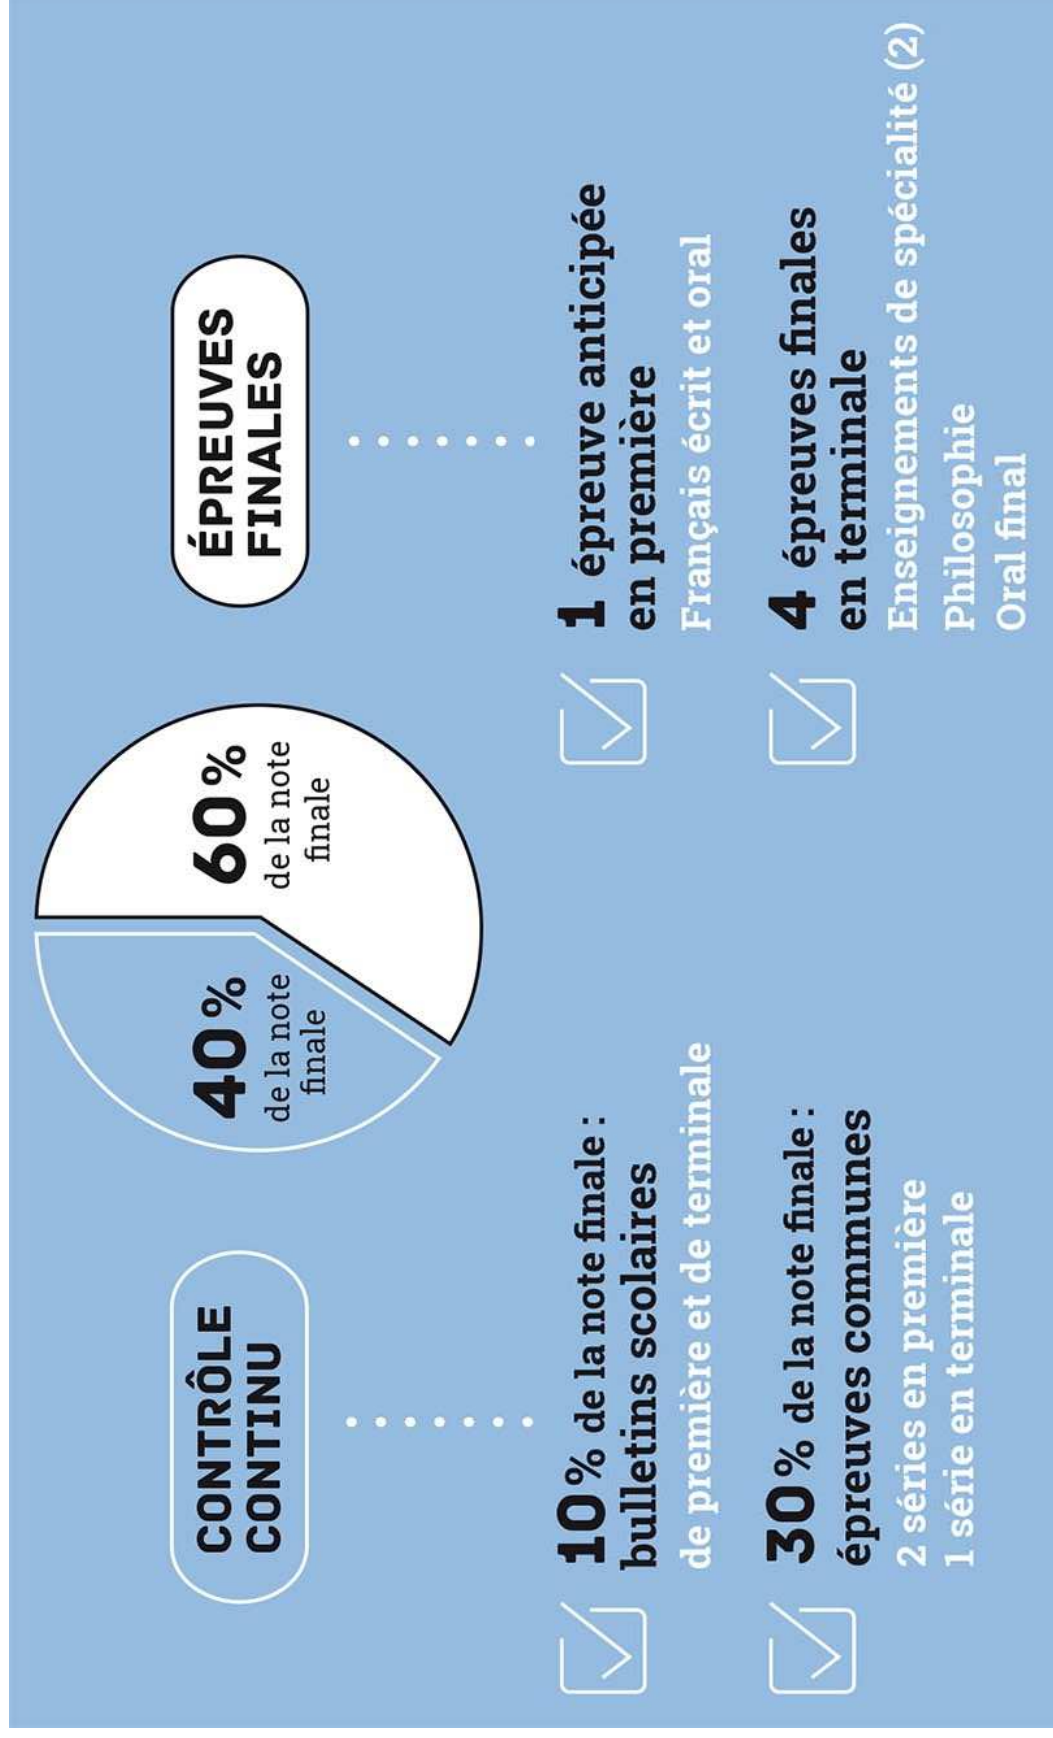 CONTRÔLE
CONTINU
40%
de la note
finale
60%
de la note
finale
ÉPREUVES
FINALES
10% de la note finale :
bulletins scolaires
de première et de terminale
30% de la note finale :
épreuves communes
2 séries en première
1 série en terminale
1 épreuve anticipée
en première
Français écrit et oral
4 épreuves finales
en terminale
Enseignements de spécialité (2)
Philosophie
Oral final